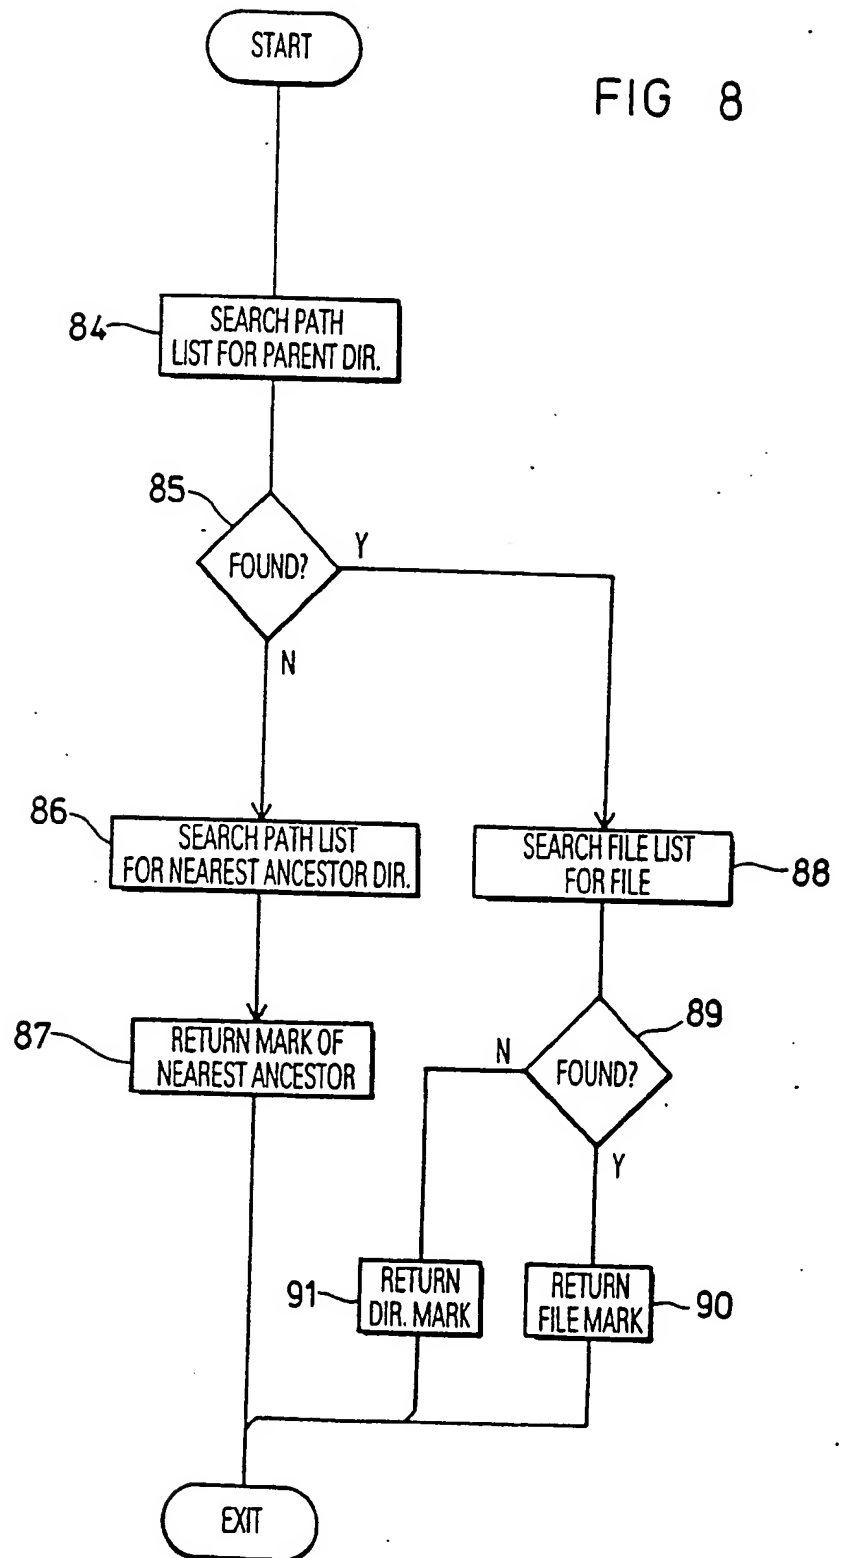 START
FIG 8
84
SEARCH PATH
LIST FOR PARENT DIR.
85
FOUND?
Y
N
86
SEARCH PATH LIST
FOR NEAREST ANCESTOR DIR.
SEARCH FILE LIST
FOR FILE
88
87
RETURN MARK OF
NEAREST ANCESTOR
89
N
FOUND?
Y
91
RETURN
DIR. MARK
RETURN
FILE MARK
90
EXIT